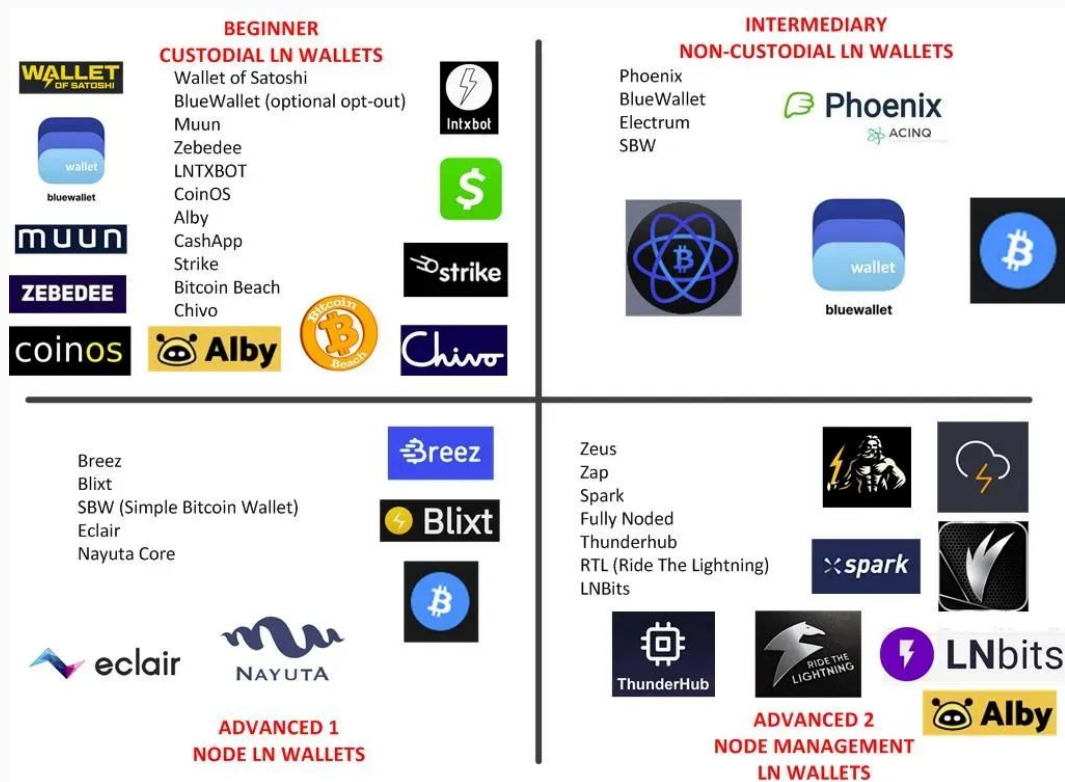 BEGINNER
CUSTODIAL LN WALLETS
WALLET
OF SATOSHI
Wallet of Satoshi
BlueWallet (optional opt-out)
Muun
Zebedee
LNTXBOT
CoinOS
Alby
CashApp
Strike
Bitcoin Beach
Chivo
lntxbot
wallet
bluewallet
$
muun
strike
ZEBEDEE
coinos
Alby
Bitcoin
Beach
Chivo
INTERMEDIARY
NON-CUSTODIAL LN WALLETS
Phoenix
BlueWallet
Electrum
SBW
Phoenix
ACINQ
wallet
bluewallet
Breez
Blixt
SBW (Simple Bitcoin Wallet)
Eclair
Nayuta Core
Breez
Blixt
eclair
NAYUTA
ADVANCED 1
NODE LN WALLETS
Zeus
Zap
Spark
Fully Noded
Thunderhub
RTL (Ride The Lightning)
LNBits
spark
ThunderHub
RIDE THE
LIGHTNING
LNbits
Alby
ADVANCED 2
NODE MANAGEMENT
LN WALLETS